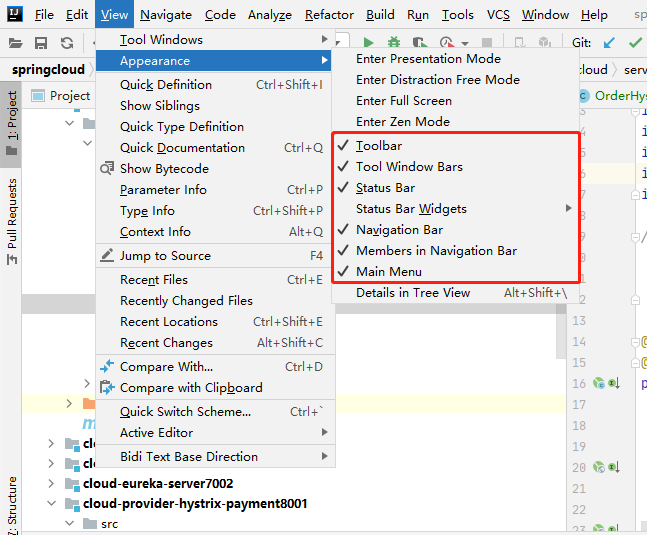 File Edit View Navigate Code Analyze Refactor Build Run Tools VCS Window Help
springcloud
Git:
cloud
Project
OrderHys
1: Project
Pull Requests
Z: Structure
Tool Windows
Appearance
Quick Definition Ctrl+Shift+I
Show Siblings
Quick Type Definition
Quick Documentation Ctrl+Q
Show Bytecode
Parameter Info Ctrl+P
Type Info Ctrl+Shift+P
Context Info Alt+Q
Jump to Source F4
Recent Files Ctrl+E
Recently Changed Files
Recent Locations Ctrl+Shift+E
Recent Changes Alt+Shift+C
Compare With... Ctrl+D
Compare with Clipboard
Quick Switch Scheme... Ctrl+`
Active Editor
Bidi Text Base Direction
Enter Presentation Mode
Enter Distraction Free Mode
Enter Full Screen
Enter Zen Mode
Toolbar
Tool Window Bars
Status Bar
Status Bar Widgets
Navigation Bar
Members in Navigation Bar
Main Menu
Details in Tree View Alt+Shift+\
14
15
16
17
18
19
20
21
22
cloud-eureka-server7002
cloud-provider-hystrix-payment8001
src